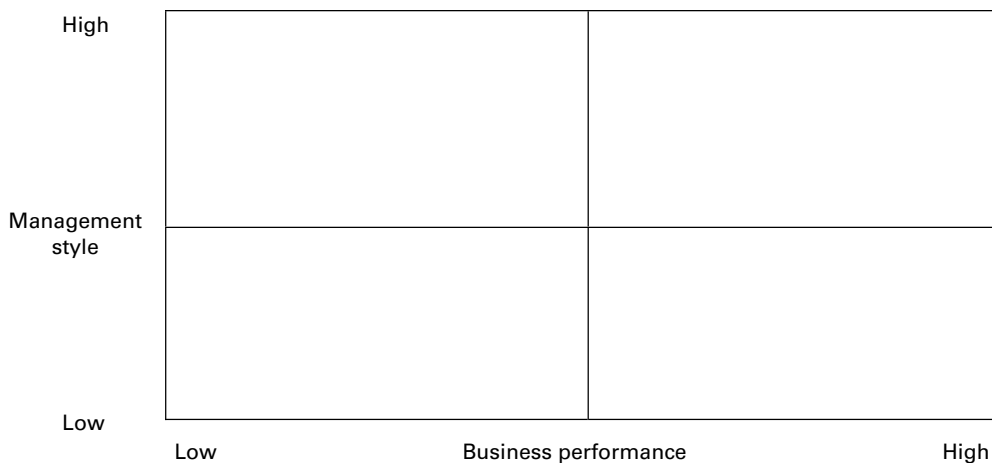 High
Management
style
Low
Low Business performance High